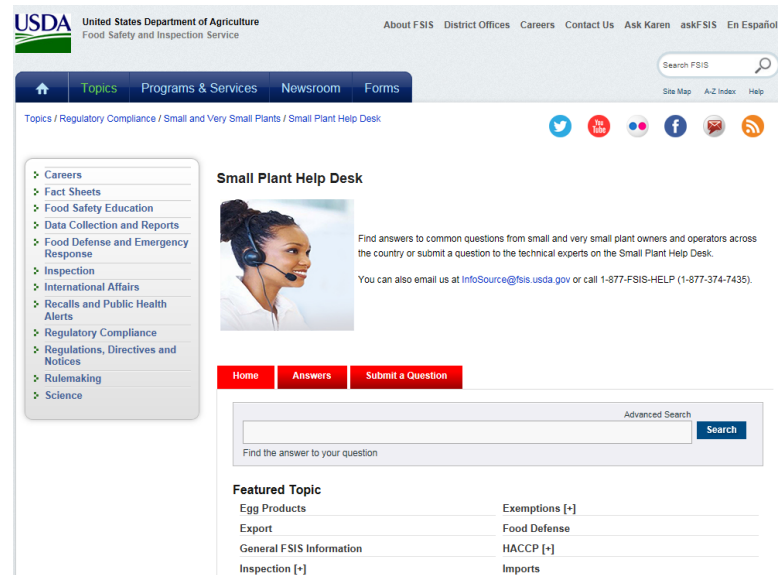 USDA
United States Department of Agriculture
Food Safety and Inspection Service
About FSIS District Offices Careers Contact Us Ask Karen askFSIS En Español
Search FSIS
Topics Programs & Services Newsroom Forms
Site Map A-Z Index Help
Topics / Regulatory Compliance / Small and Very Small Plants / Small Plant Help Desk
You Tube
Careers
Fact Sheets
Food Safety Education
Data Collection and Reports
Food Defense and Emergency
Response
Inspection
International Affairs
Recalls and Public Health
Alerts
Regulatory Compliance
Regulations, Directives and
Notices
Rulemaking
Science
Small Plant Help Desk
Find answers to common questions from small and very small plant owners and operators across
the country or submit a question to the technical experts on the Small Plant Help Desk.
You can also email us at InfoSource@fsis.usda.gov or call 1-877-FSIS-HELP (1-877-374-7435).
Home Answers Submit a Question
Advanced Search
Search
Find the answer to your question
Featured Topic
Egg Products Exemptions [+]
Export Food Defense
General FSIS Information HACCP [+]
Inspection [+] Imports